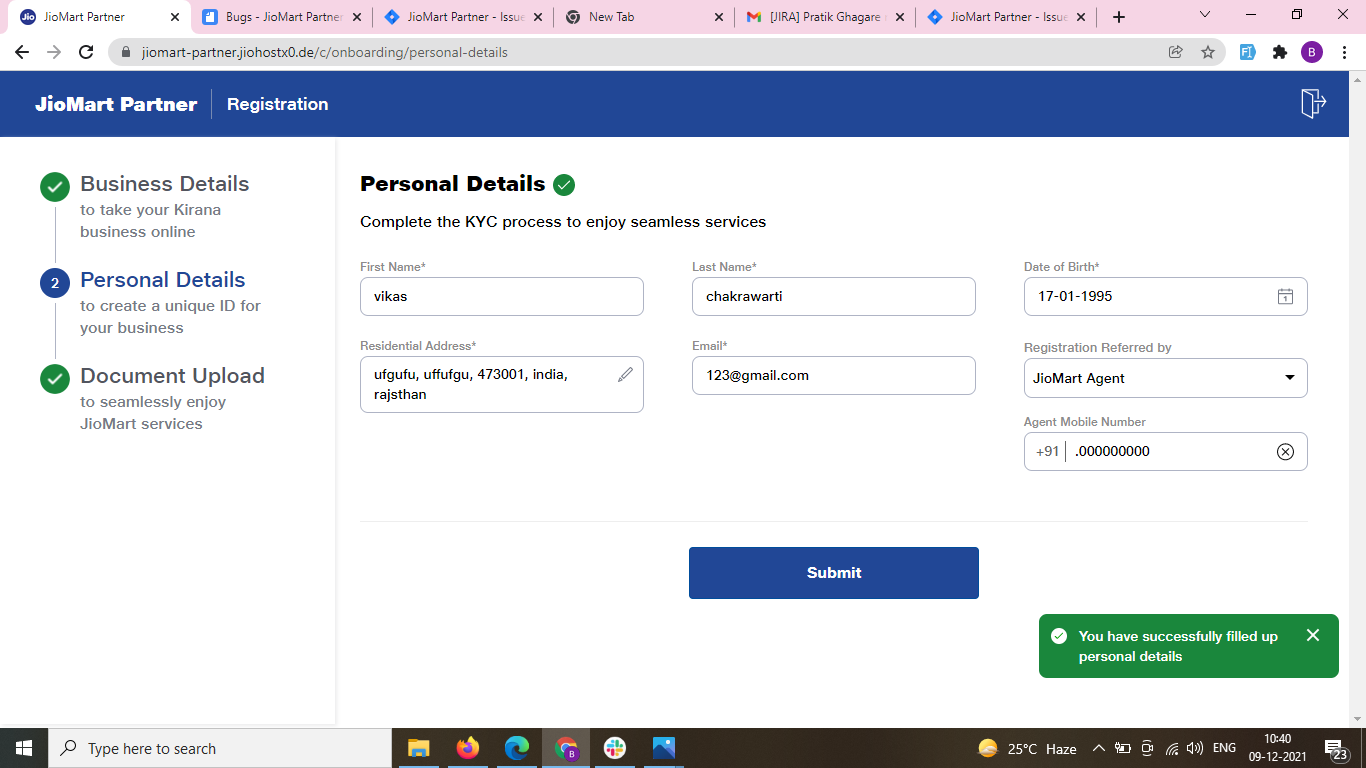 JioMart Partner
Bugs - JioMart Partner
JioMart Partner - Issue
New Tab
[JIRA] Pratik Ghagare
JioMart Partner - Issue
jiomart-partner.jiohostx0.de/c/onboarding/personal-details
B
JioMart Partner
Registration
Business Details
to take your Kirana
business online
2
Personal Details
to create a unique ID for
your business
Document Upload
to seamlessly enjoy
JioMart services
Personal Details
Complete the KYC process to enjoy seamless services
First Name*
vikas
Last Name*
chakrawarti
Date of Birth*
17-01-1995
1
Residential Address*
ufgufu, uffufgu, 473001, india,
rajsthan
Email*
123@gmail.com
Registration Referred by
JioMart Agent
Agent Mobile Number
+91 .000000000
Submit
You have successfully filled up
personal details
Type here to search
25°C Haze
ENG
10:40
09-12-2021
23